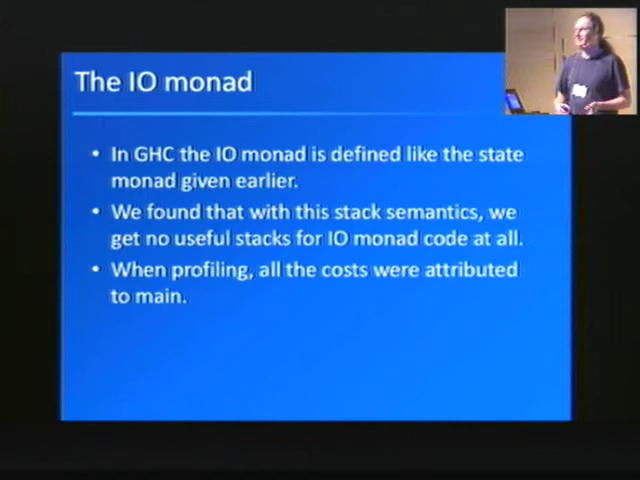 The IO monad
• In GHC the IO monad is defined like the state
monad given earlier.
• We found that with this stack semantics, we
get no useful stacks for IO monad code at all.
• When profiling, all the costs were attributed
to main.